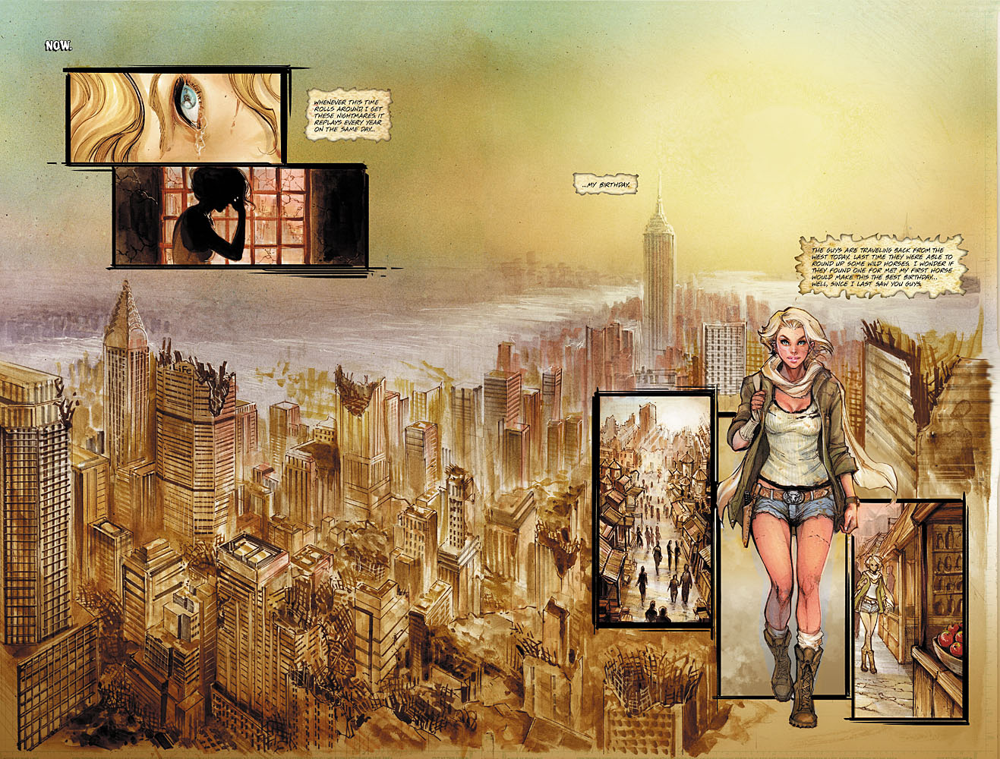 NOW.
WHENEVER THIS TIME
ROLLS AROUND I GET
THESE NIGHTMARES. IT
REPLAYS EVERY YEAR
ON THE SAME DAY...
...MY BIRTHDAY.
THE GUYS ARE TRAVELING BACK FROM THE
WEST TODAY. LAST TIME THEY WERE ABLE TO
ROUND UP SOME WILD HORSES. I WONDER IF
THEY FOUND ONE FOR ME? MY FIRST HORSE
WOULD MAKE THIS THE BEST BIRTHDAY...
WELL, SINCE I LAST SAW YOU GUYS.
LiFe